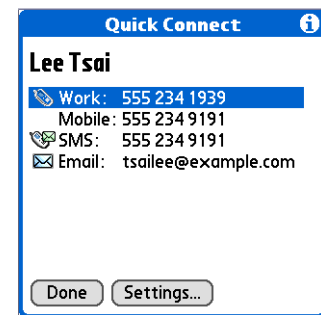 Quick Connect
Lee Tsai
Work: 555 234 1939
Mobile: 555 234 9191
SMS: 555 234 9191
Email: tsailee@example.com
Done Settings...